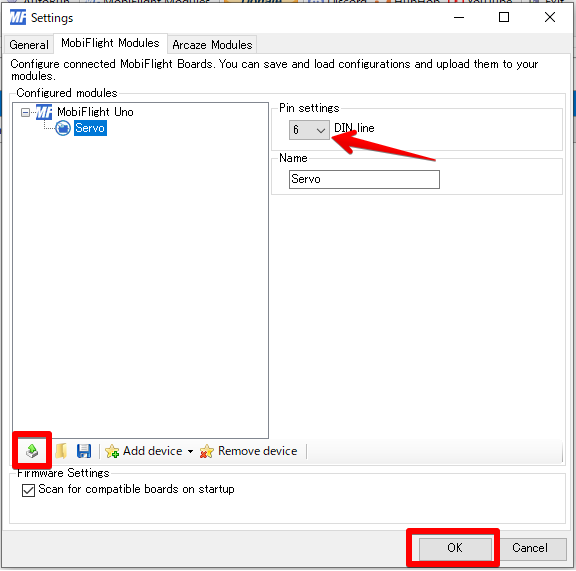 MF Settings
General MobiFlight Modules Arcaze Modules
Configure connected MobiFlight Boards. You can save and load configurations and upload them to your
modules.
Configured modules
MF MobiFlight Uno
Servo
Pin settings
6 DIN line
Name
Servo
Add device Remove device
Firmware Settings
Scan for compatible boards on startup
OK Cancel